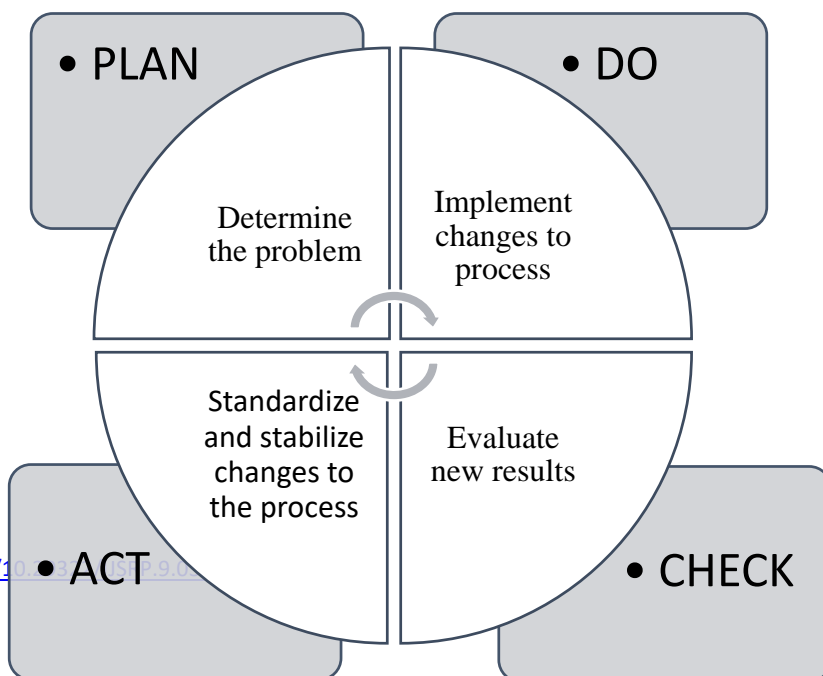 • PLAN
• DO
Determine
the problem
Implement
changes to
process
Standardize
and stabilize
changes to
the process
Evaluate
new results
• ACT
• CHECK